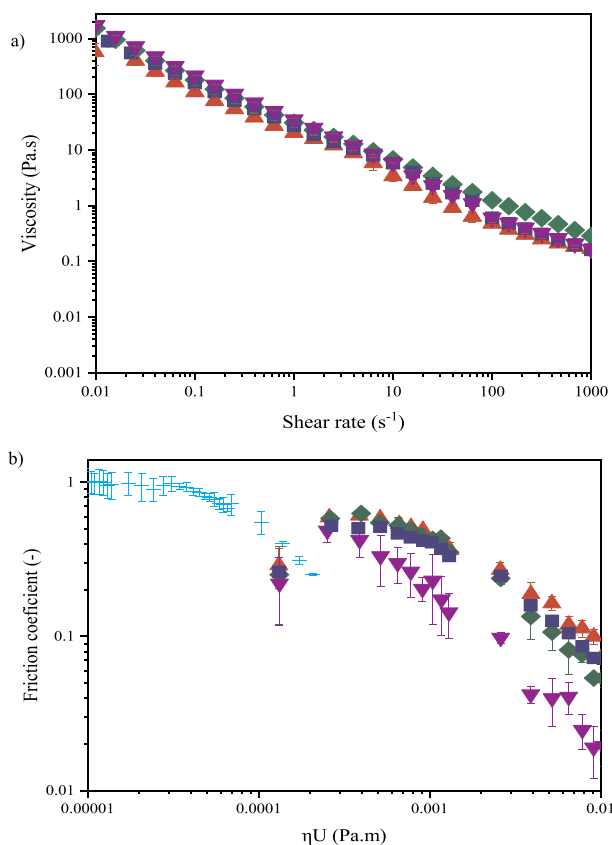 a)
1000
100
10
1
0.1
0.01
0.001
Viscosity (Pa.s)
0.01 0.1 1 10 100 1000
Shear rate (s⁻¹)
b)
1
0.1
0.01
Friction coeficient (-)
0.00001 0.0001 0.001 0.01
ηU (Pa.m)